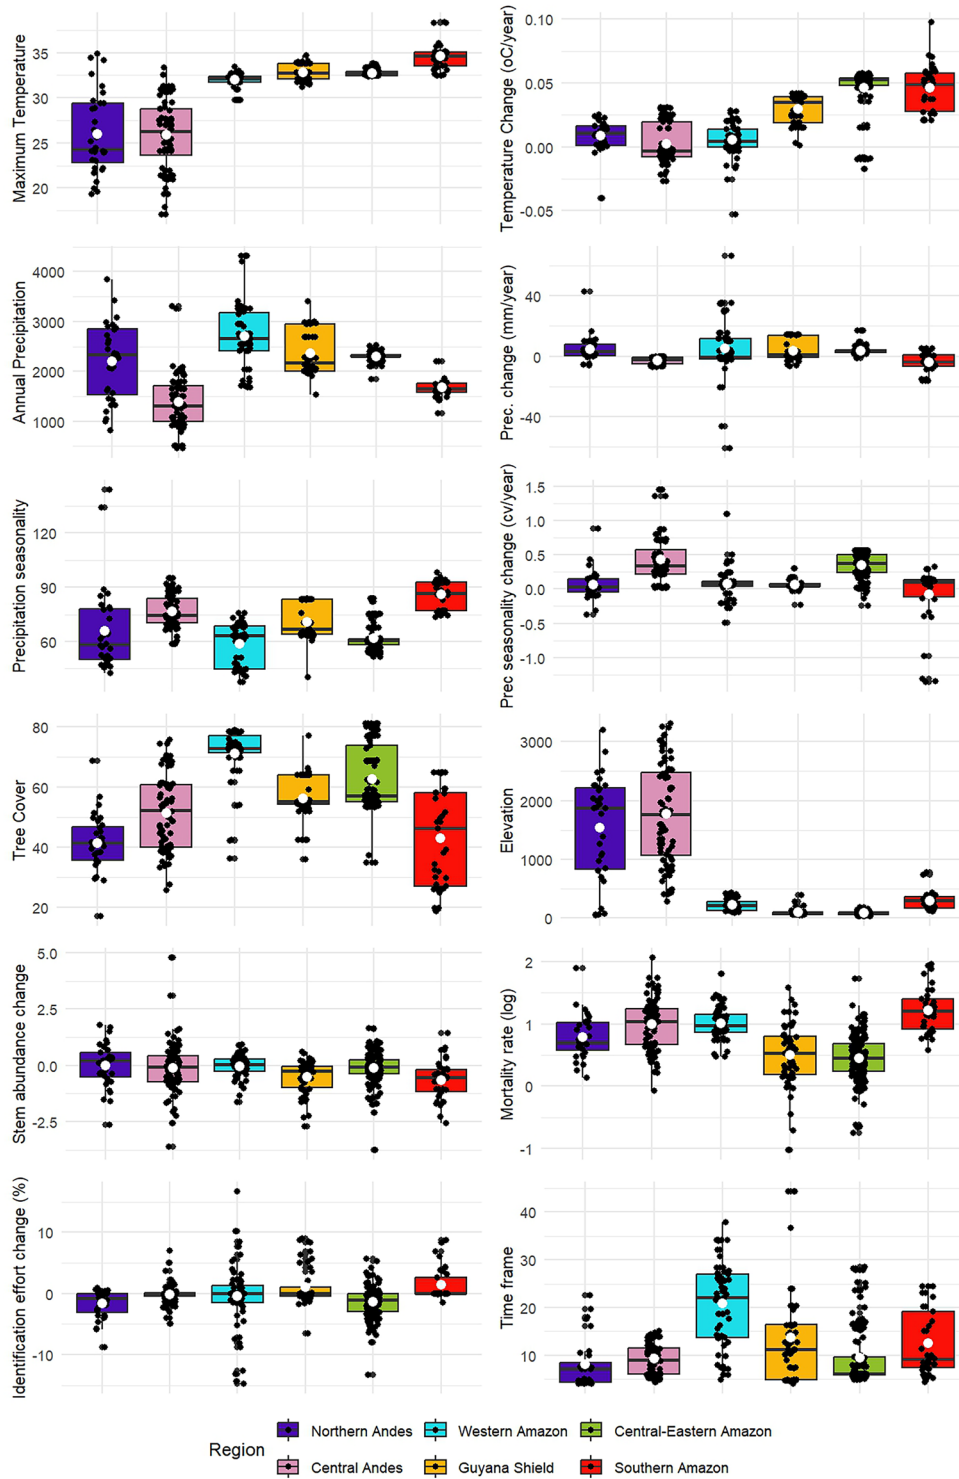 Maximum Temperature
35
30
25
20
Temperature Change (oC/year)
0.10
0.05
0.00
-0.05
Annual Precipitation
4000
3000
2000
1000
Prec. change (mm/year)
40
0
-40
Precipitation seasonality
120
90
60
Prec seasonality change (cv/year)
1.5
1.0
0.5
0.0
-0.5
-1.0
Tree Cover
80
60
40
20
Elevation
3000
2000
1000
0
Stem abundance change
5.0
2.5
0.0
-2.5
Mortality rate (log)
2
1
0
-1
Identification effort change (%)
10
0
-10
Time frame
40
30
20
10
Region
Northern Andes
Western Amazon
Central-Eastern Amazon
Central Andes
Guyana Shield
Southern Amazon